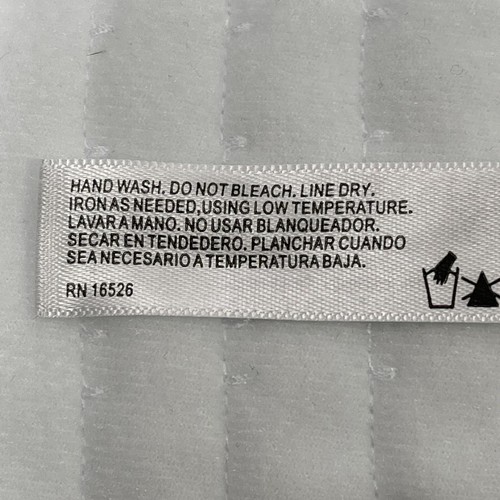 HAND WASH. DO NOT BLEACH. LINE DRY.
IRON AS NEEDED,USING LOW TEMPERATURE.
LAVAR A MANO. NO USAR BLANQUEADOR.
SECAR EN TENDEDERO. PLANCHAR CUANDO
SEA NECESARIO A TEMPERATURA BAJA.
RN 16526